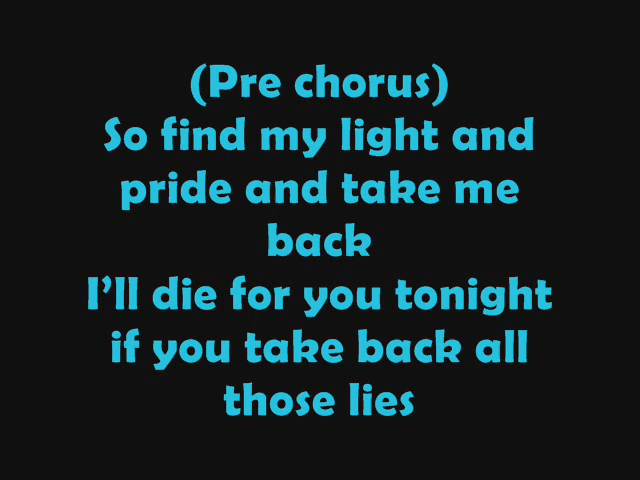 (Pre chorus)
So find my light and
pride and take me
back
I’ll die for you tonight
if you take back all
those lies